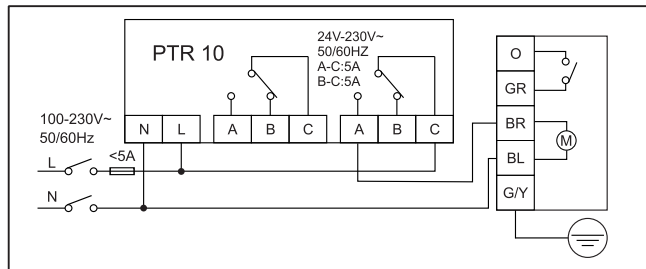 PTR 10
24V-230V~
50/60HZ
A-C:5A
B-C:5A
O
GR
BR
M
BL
G/Y
100-230V~
50/60Hz
N L A B C A B C
<5A
L
N